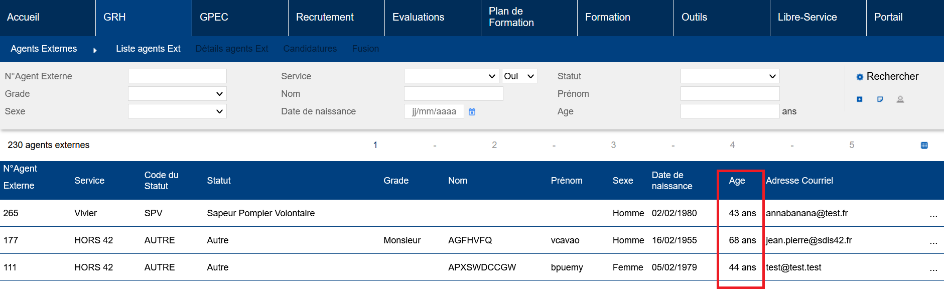 Accueil GRH GPEC Recrutement Evaluations Plan de Formation Formation Outils Libre-Service Portail
Agents Externes Liste agents Ext Détails agents Ext Candidatures Fusion
N°Agent Externe Service Oui Statut Rechercher
Grade Nom Prénom
Sexe Date de naissance jj/mm/aaaa Age ans
230 agents externes 1 - 2 - 3 - 4 - 5
N°Agent Externe Service Code du Statut Statut Grade Nom Prénom Sexe Date de naissance Age Adresse Courriel
265 Vivier SPV Sapeur Pompier Volontaire Homme 02/02/1980 43 ans annabanana@test.fr ...
177 HORS 42 AUTRE Autre Monsieur AGFHVFQ vcavao Homme 16/02/1955 68 ans jean.pierre@sdis42.fr ...
111 HORS 42 AUTRE Autre APXSWDCCGW bpuemy Femme 05/02/1979 44 ans test@test.test ...